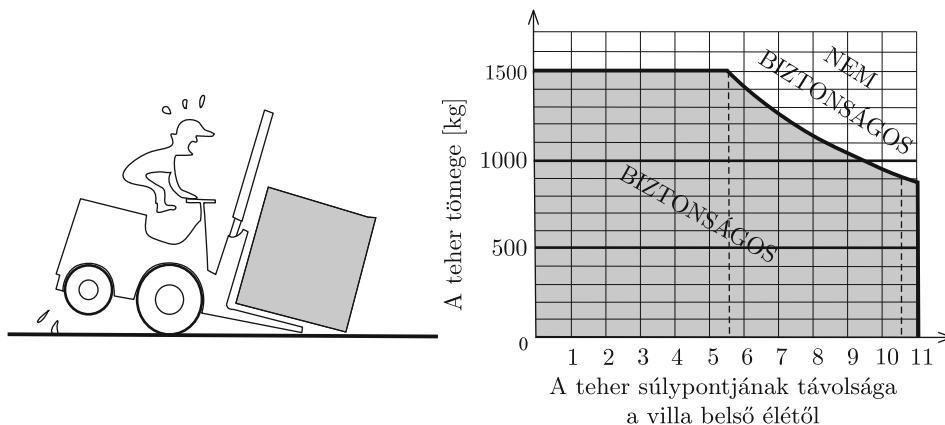 A teher tömege [kg]
1500
1000
500
0
NEM
BIZTONSÁGOS
BIZTONSÁGOS
1 2 3 4 5 6 7 8 9 10 11
A teher súlypontjának távolsága
a villa belső élétől